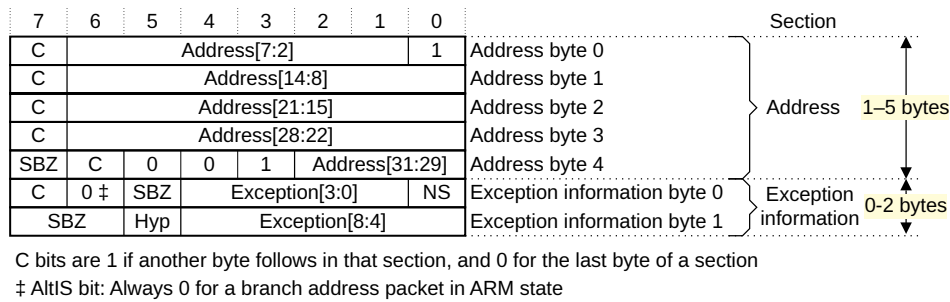 7 6 5 4 3 2 1 0 Section
C Address[7:2] 1 Address byte 0
C Address[14:8] Address byte 1
C Address[21:15] Address byte 2 Address 1–5 bytes
C Address[28:22] Address byte 3
SBZ C 0 0 1 Address[31:29] Address byte 4
C 0 ‡ SBZ Exception[3:0] NS Exception information byte 0 Exception information 0-2 bytes
SBZ Hyp Exception[8:4] Exception information byte 1
C bits are 1 if another byte follows in that section, and 0 for the last byte of a section
‡ AltIS bit: Always 0 for a branch address packet in ARM state